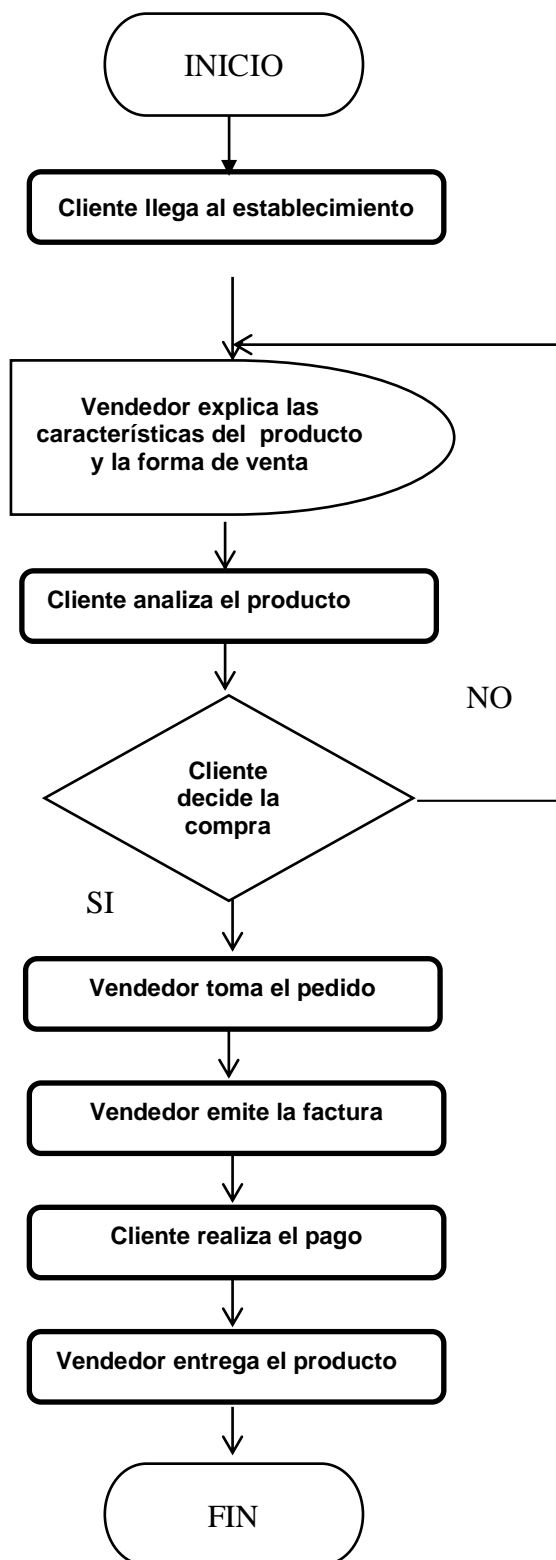 INICIO
Cliente llega al establecimiento
Vendedor explica las
características del producto
y la forma de venta
Cliente analiza el producto
NO
Cliente
decide la
compra
SI
Vendedor toma el pedido
Vendedor emite la factura
Cliente realiza el pago
Vendedor entrega el producto
FIN